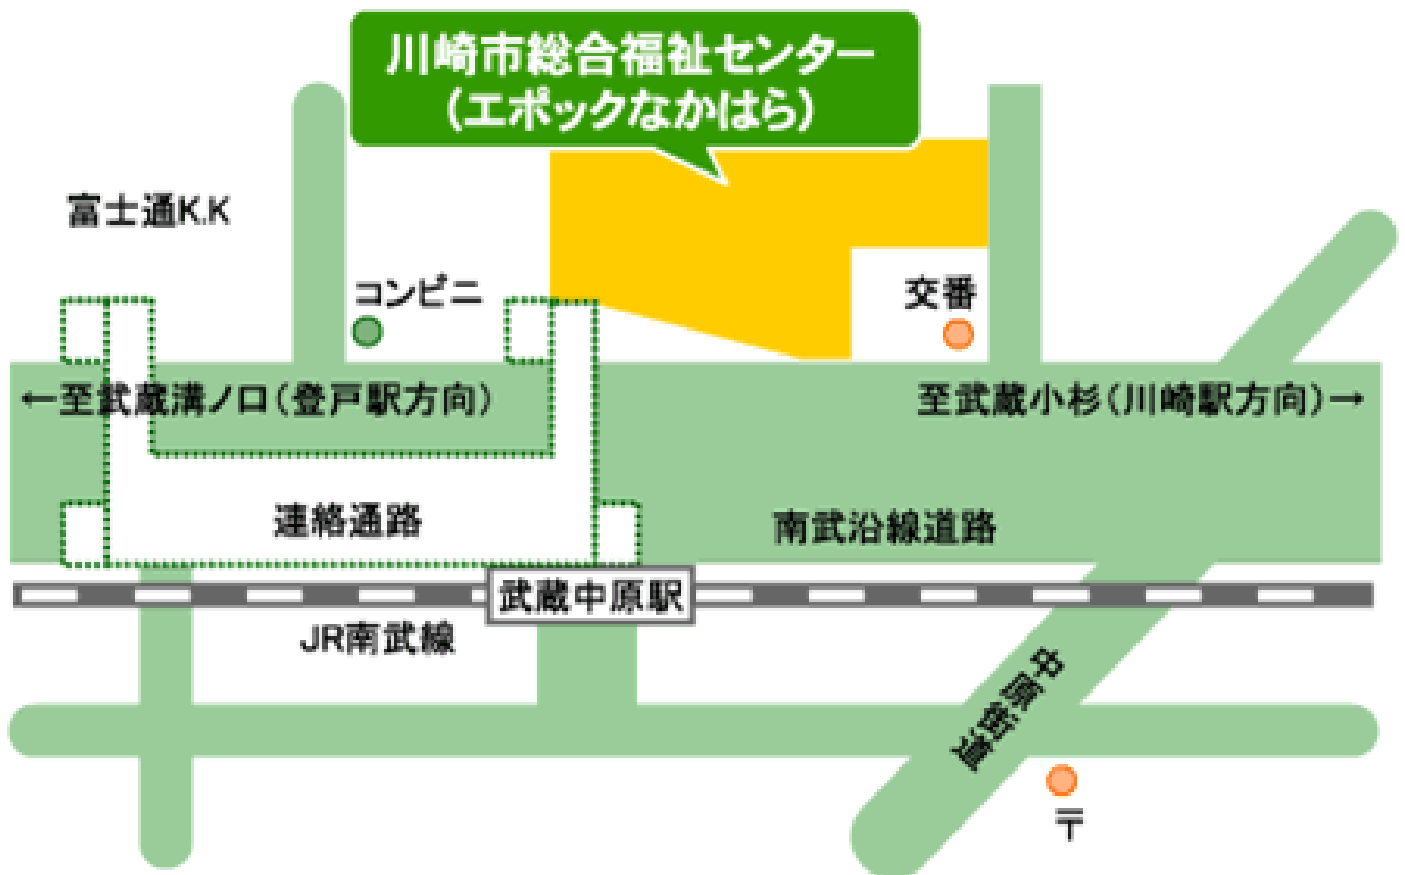 川崎市総合福祉センター
(エポックなかはら)
富士通K.K
コンビニ
交番
←至武蔵溝ノ口(登戸駅方向)
至武蔵小杉(川崎駅方向)→
連絡通路
南武沿線道路
武蔵中原駅
JR南武線
中原街道
〒